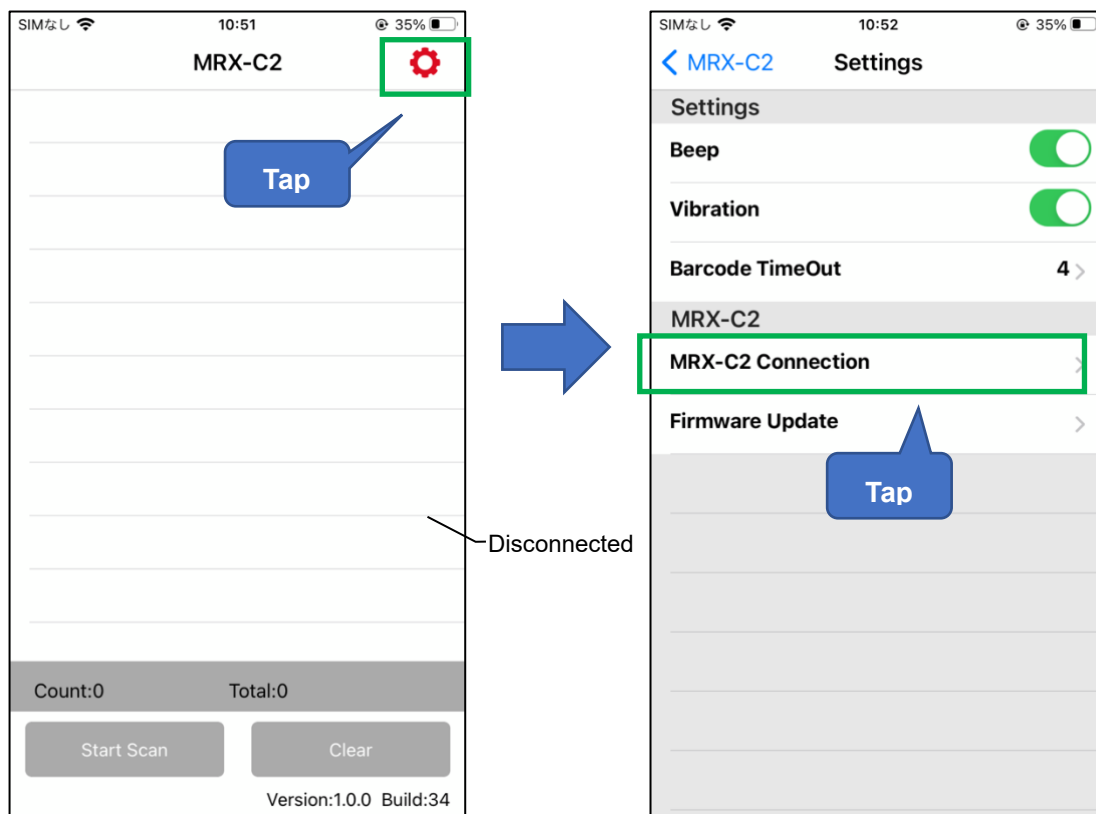 SIMなし 10:51 35%
MRX-C2
Tap
Disconnected
Count:0 Total:0
Start Scan Clear
Version:1.0.0 Build:34
SIMなし 10:52 35%
MRX-C2 Settings
Settings
Beep
Vibration
Barcode TimeOut 4
MRX-C2
MRX-C2 Connection
Firmware Update
Tap